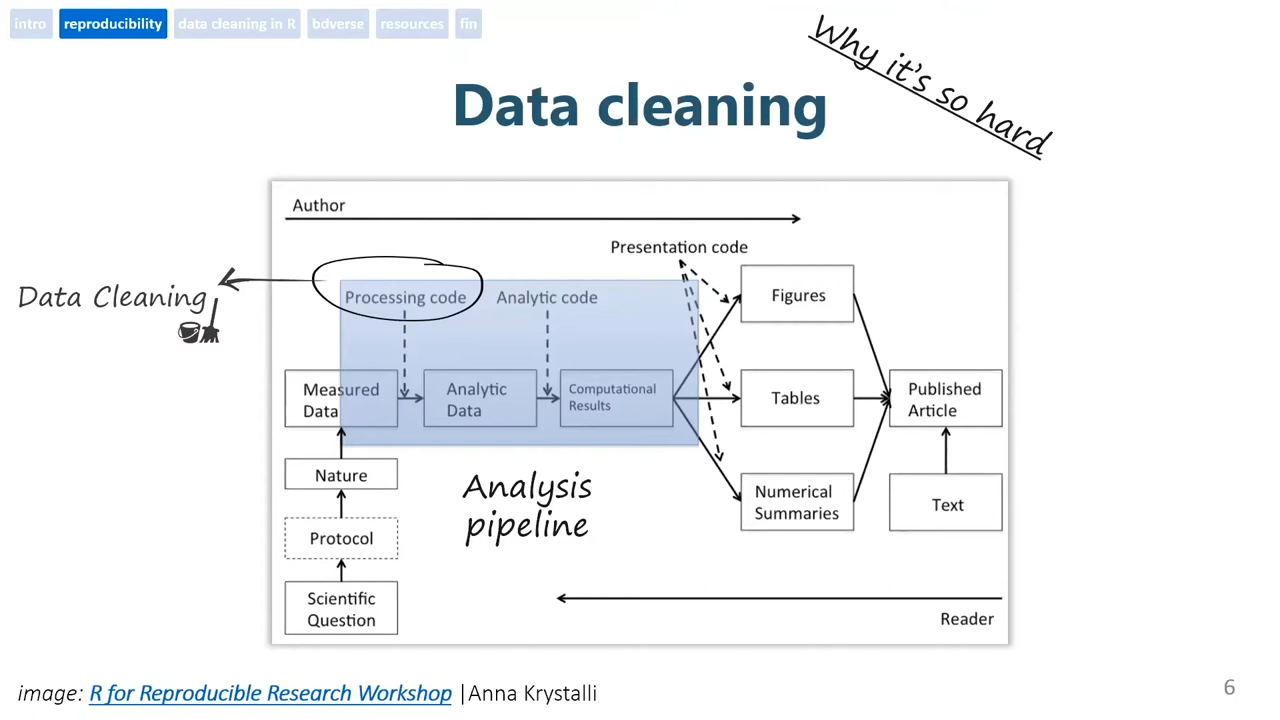 intro reproducibility data cleaning in R bdverse resources fin
Why it's so hard
Data cleaning
Author
Presentation code
Data Cleaning
Processing code
Analytic code
Figures
Measured
Data
Analytic
Data
Computational
Results
Tables
Published
Article
Nature
Analysis
pipeline
Numerical
Summaries
Text
Protocol
Scientific
Question
Reader
image: R for Reproducible Research Workshop |Anna Krystalli
6